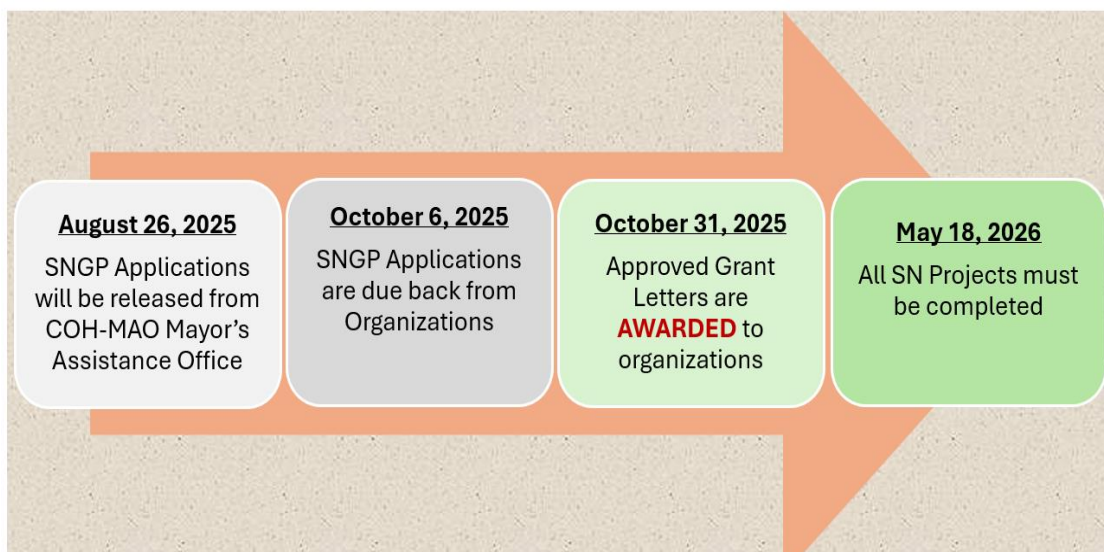 August 26, 2025
SNGP Applications
will be released from
COH-MAO Mayor’s
Assistance Office
October 6, 2025
SNGP Applications
are due back from
Organizations
October 31, 2025
Approved Grant
Letters are
AWARDED to
organizations
May 18, 2026
All SN Projects must
be completed